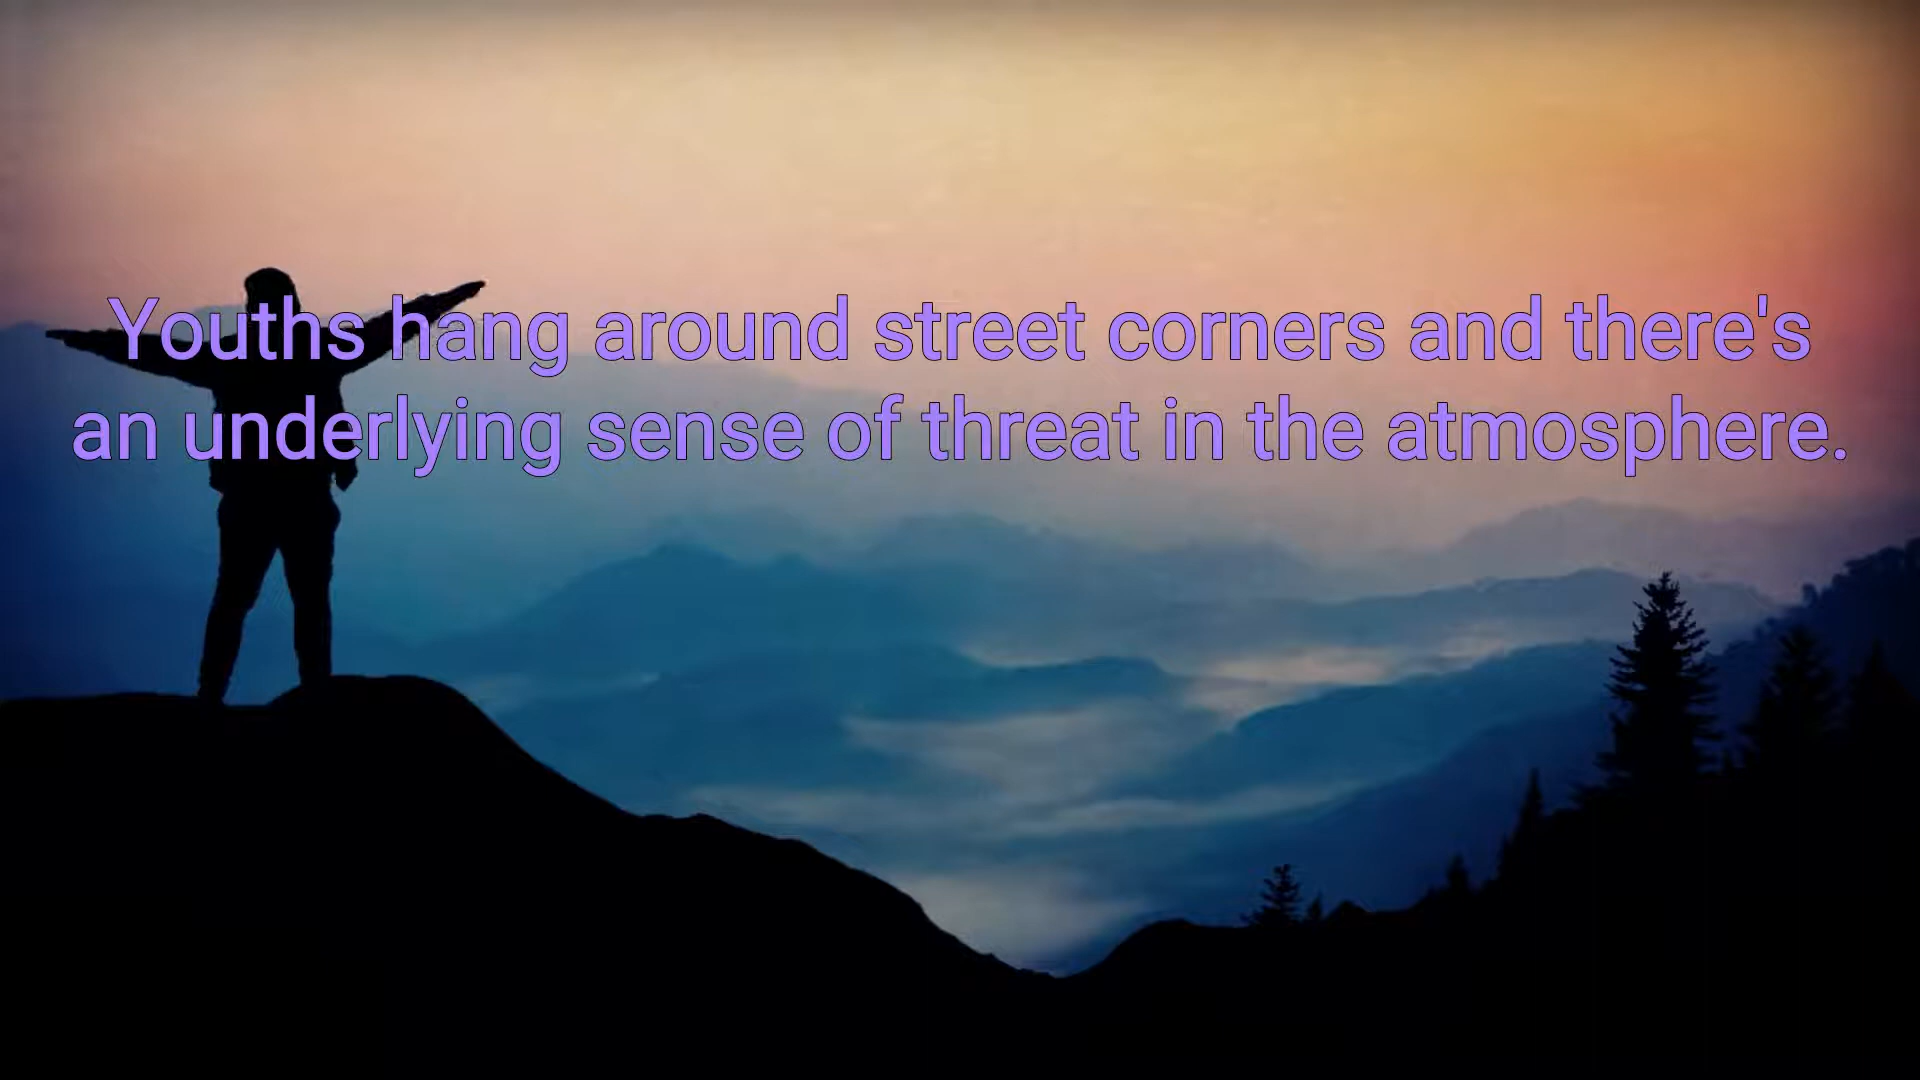 Youths hang around street corners and there's
an underlying sense of threat in the atmosphere.